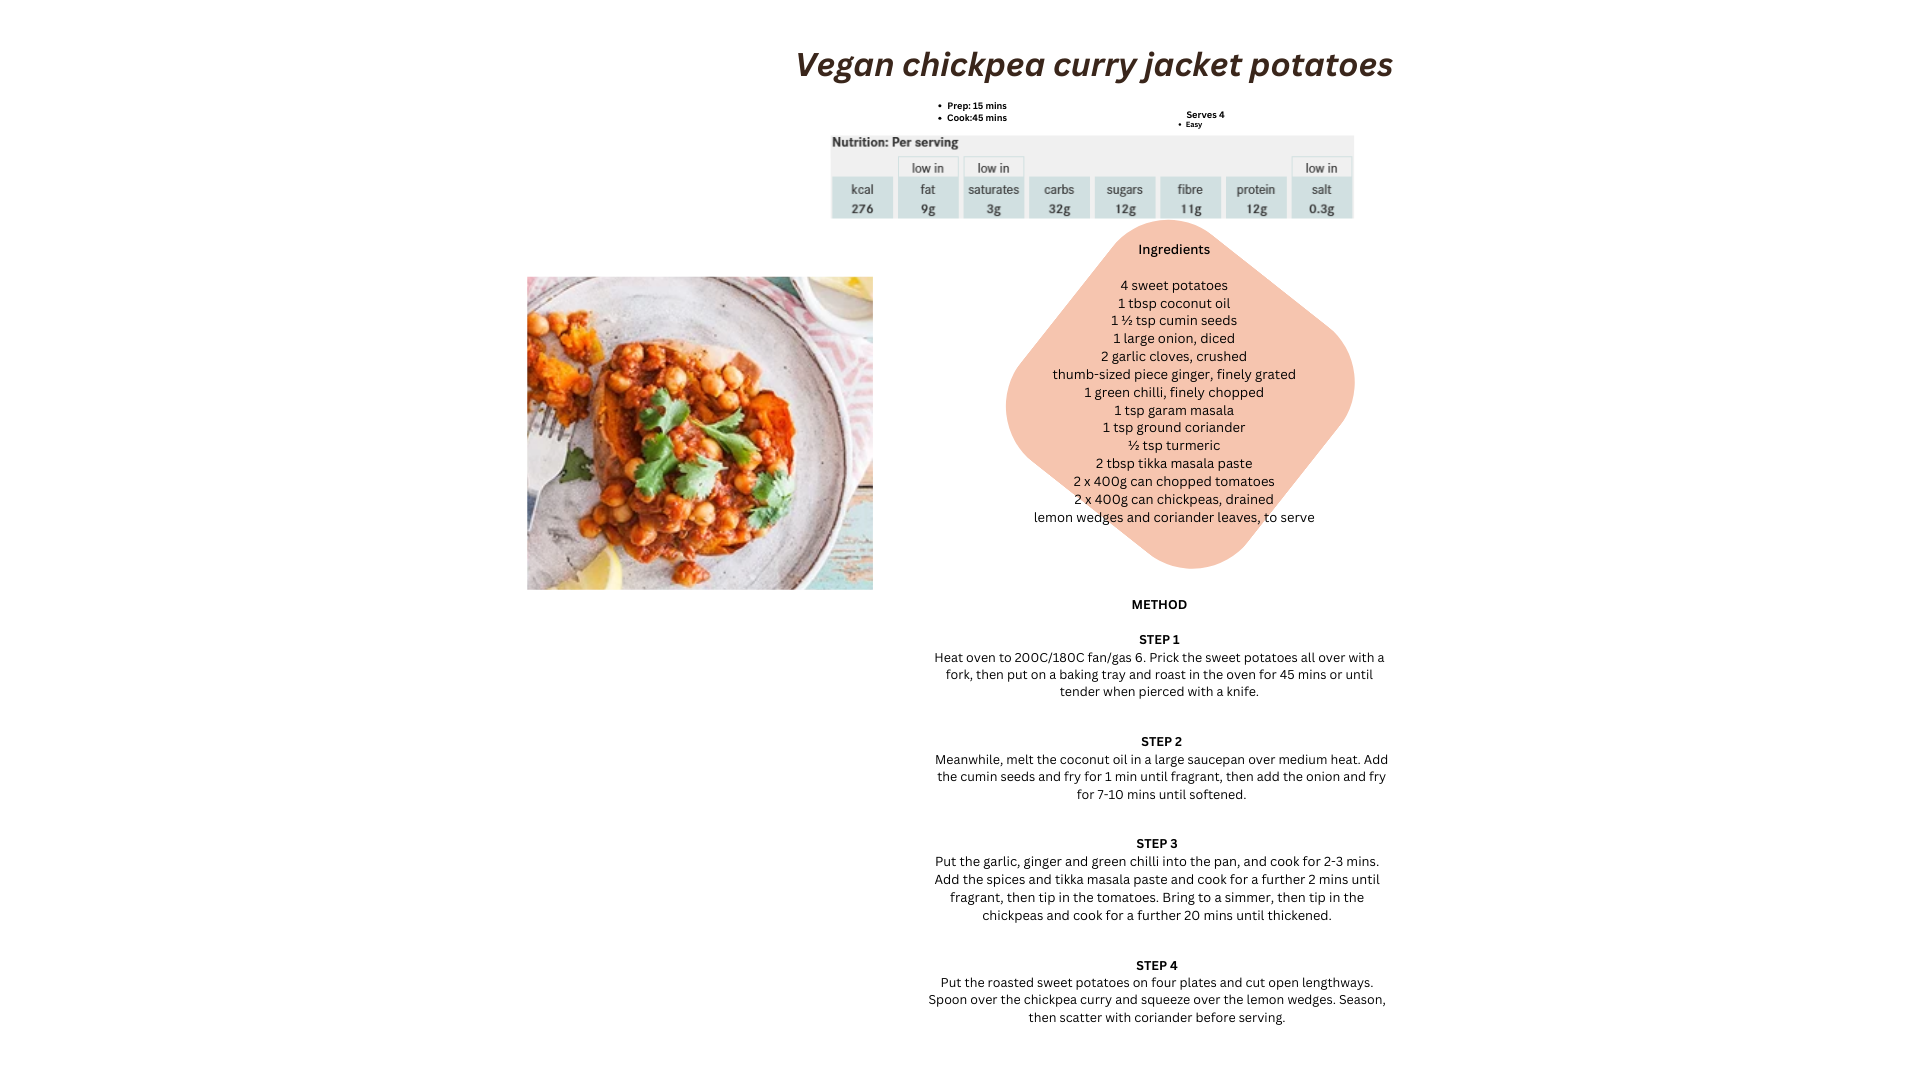 Vegan chickpea curry jacket potatoes
• Prep: 15 mins
• Cook:45 mins
Serves 4
• Easy
Nutrition: Per serving
low in low in low in
kcal fat saturates carbs sugars fibre protein salt
276 9g 3g 32g 12g 11g 12g 0.3g
Ingredients
4 sweet potatoes
1 tbsp coconut oil
1 ½ tsp cumin seeds
1 large onion, diced
2 garlic cloves, crushed
thumb-sized piece ginger, finely grated
1 green chilli, finely chopped
1 tsp garam masala
1 tsp ground coriander
½ tsp turmeric
2 tbsp tikka masala paste
2 x 400g can chopped tomatoes
2 x 400g can chickpeas, drained
lemon wedges and coriander leaves, to serve
METHOD
STEP 1
Heat oven to 200C/180C fan/gas 6. Prick the sweet potatoes all over with a
fork, then put on a baking tray and roast in the oven for 45 mins or until
tender when pierced with a knife.
STEP 2
Meanwhile, melt the coconut oil in a large saucepan over medium heat. Add
the cumin seeds and fry for 1 min until fragrant, then add the onion and fry
for 7-10 mins until softened.
STEP 3
Put the garlic, ginger and green chilli into the pan, and cook for 2-3 mins.
Add the spices and tikka masala paste and cook for a further 2 mins until
fragrant, then tip in the tomatoes. Bring to a simmer, then tip in the
chickpeas and cook for a further 20 mins until thickened.
STEP 4
Put the roasted sweet potatoes on four plates and cut open lengthways.
Spoon over the chickpea curry and squeeze over the lemon wedges. Season,
then scatter with coriander before serving.